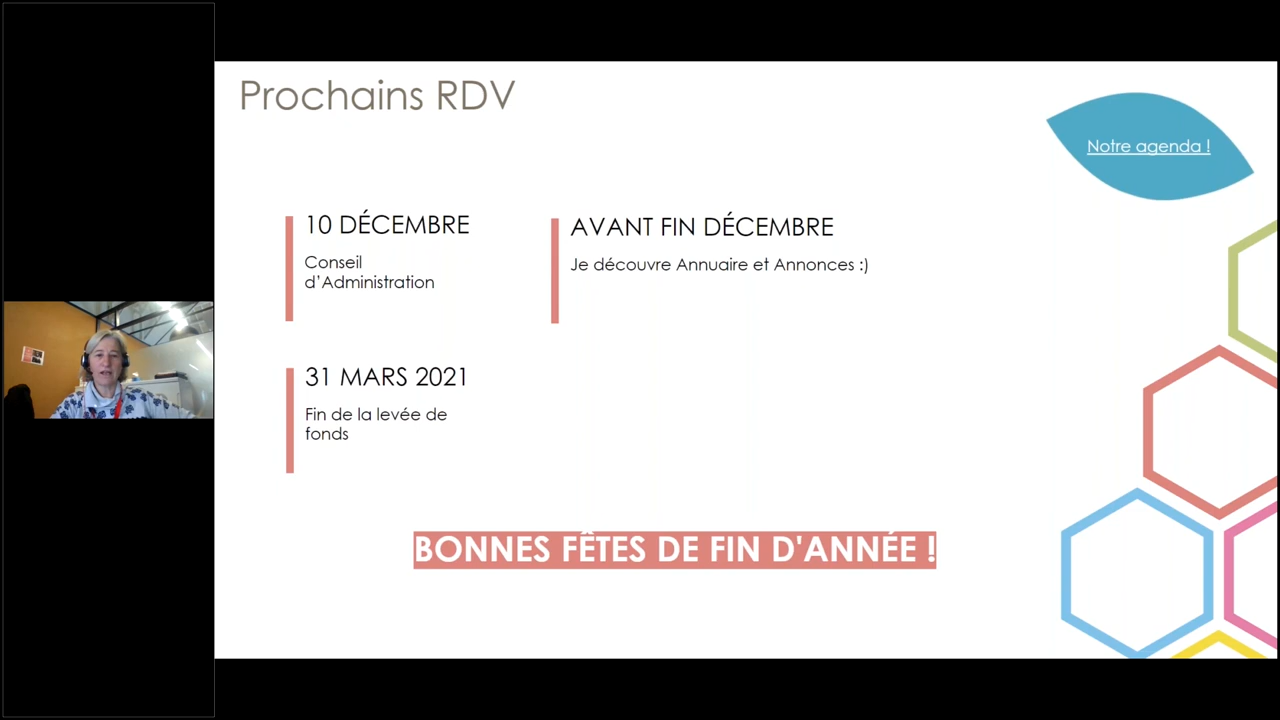 Prochains RDV
Notre agenda !
10 DÉCEMBRE
Conseil
d'Administration
AVANT FIN DÉCEMBRE
Je découvre Annuaire et Annonces :)
31 MARS 2021
Fin de la levée de
fonds
BONNES FÊTES DE FIN D'ANNÉE !